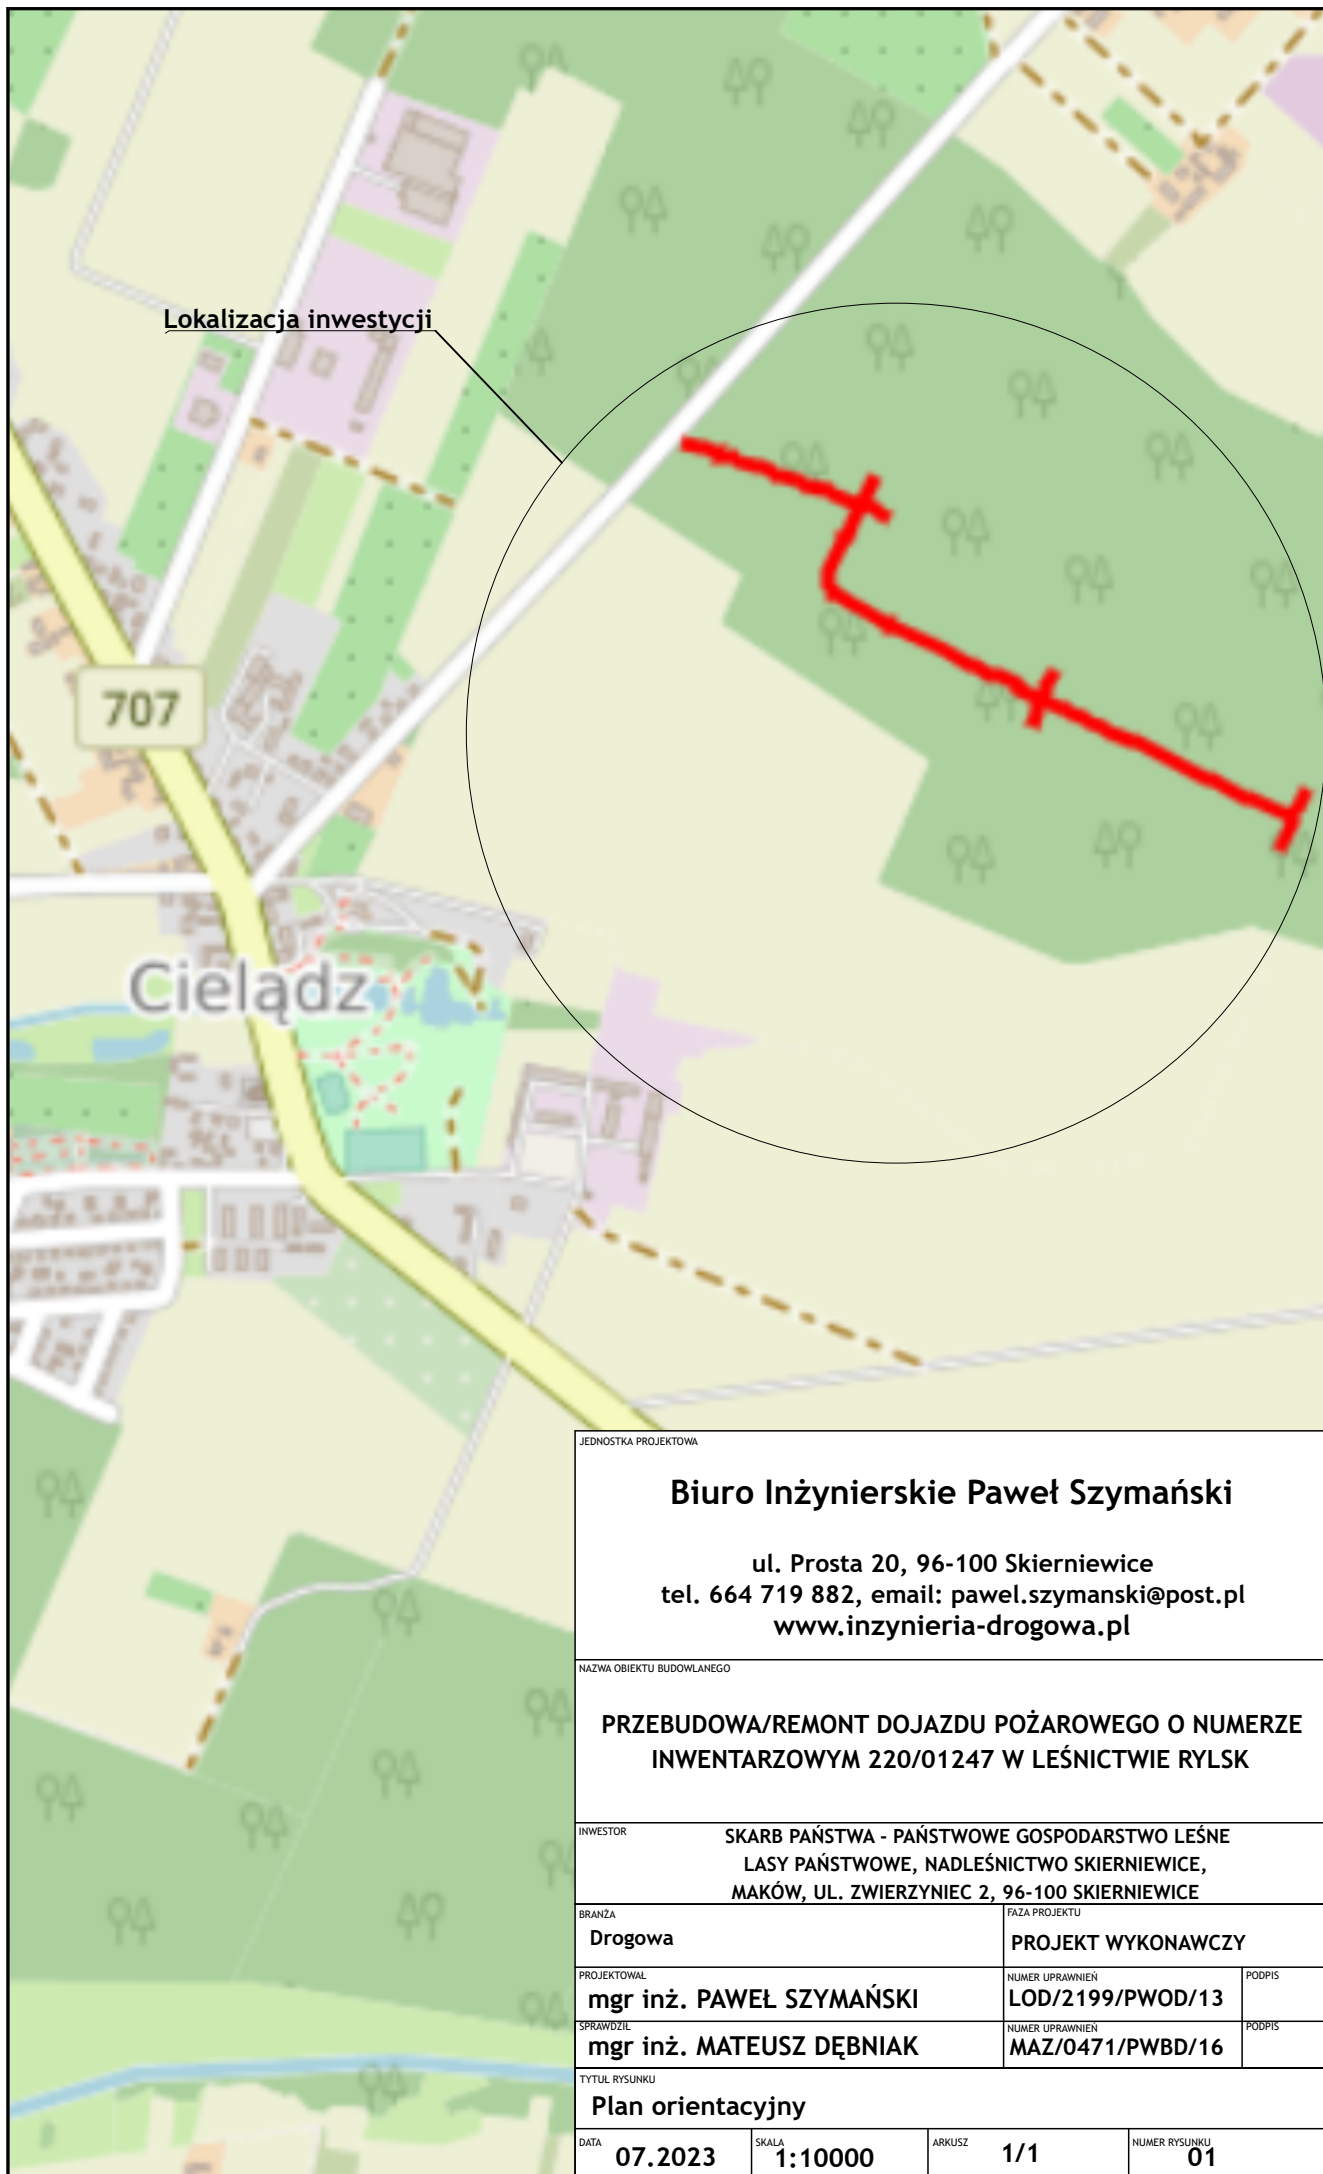 Lokalizacja inwestycji
707
Cielądz
JEDNOSTKA PROJEKTOWA
Biuro Inżynierskie Paweł Szymański
ul. Prosta 20, 96-100 Skierniewice
tel. 664 719 882, email: pawel.szymanski@post.pl
www.inzynieria-drogowa.pl
NAZWA OBIEKTU BUDOWLANEGO
PRZEBUDOWA/REMONT DOJAZDU POŻAROWEGO O NUMERZE
INWENTARZOWYM 220/01247 W LEŚNICTWIE RYLSK
INWESTOR
SKARB PAŃSTWA - PAŃSTWOWE GOSPODARSTWO LEŚNE
LASY PAŃSTWOWE, NADLEŚNICTWO SKIERNIEWICE,
MAKÓW, UL. ZWIERZYNIEC 2, 96-100 SKIERNIEWICE
BRANŻA
Drogowa
FAZA PROJEKTU
PROJEKT WYKONAWCZY
PROJEKTOWAŁ
mgr inż. PAWEŁ SZYMAŃSKI
NUMER UPRAWNIEŃ
LOD/2199/PWOD/13
PODPIS
SPRAWDZIŁ
mgr inż. MATEUSZ DĘBNIAK
NUMER UPRAWNIEŃ
MAZ/0471/PWBD/16
PODPIS
TYTUŁ RYSUNKU
Plan orientacyjny
DATA
07.2023
SKALA
1:10000
ARKUSZ
1/1
NUMER RYSUNKU
01